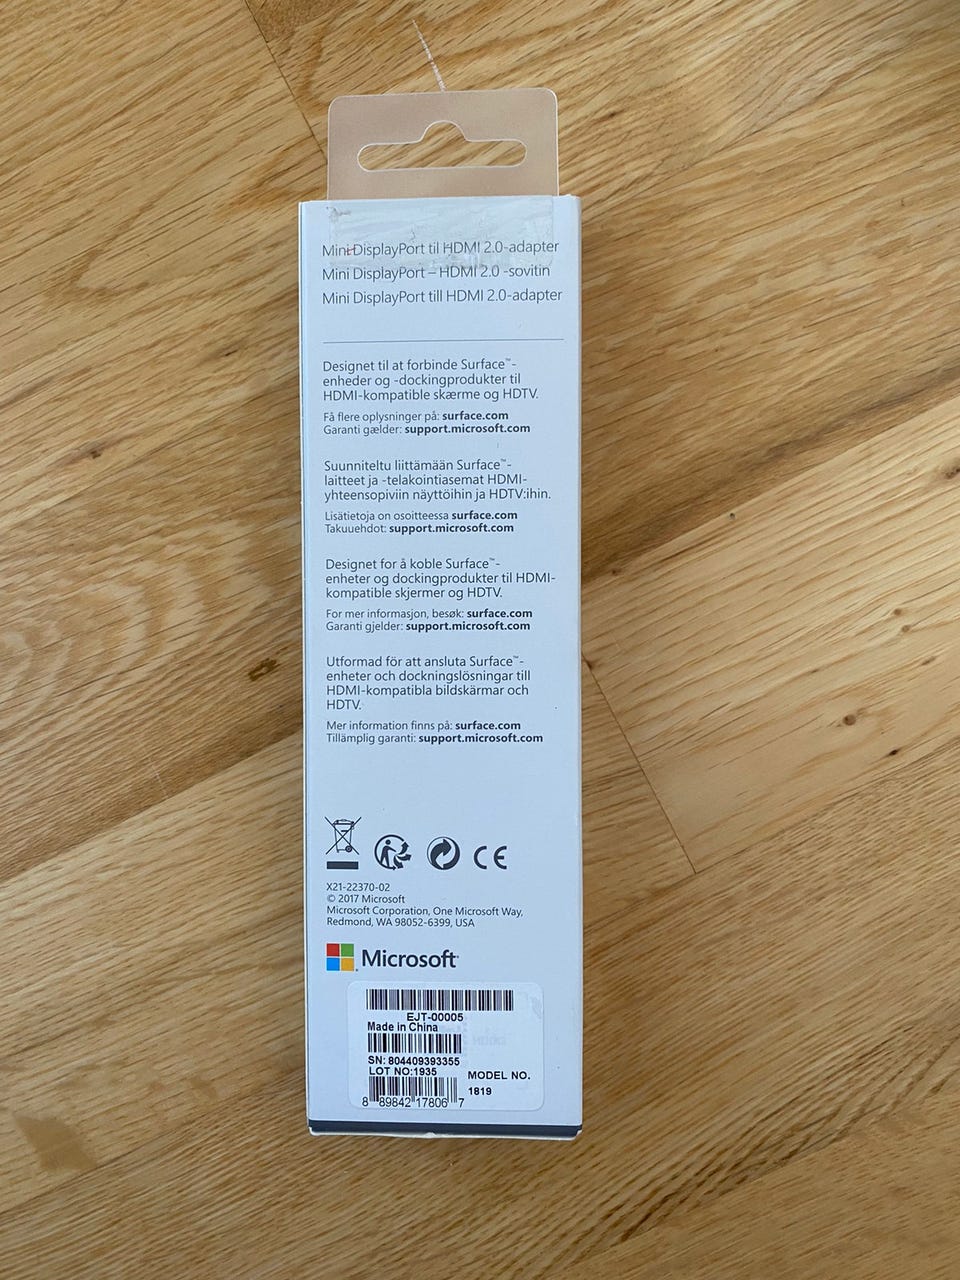 Mini DisplayPort til HDMI 2.0-adapter
Mini DisplayPort – HDMI 2.0 -sovitin
Mini DisplayPort till HDMI 2.0-adapter
Designet til at forbinde Surface™-
enheder og -dockingprodukter til
HDMI-kompatible skærme og HDTV.
Få flere oplysninger på: surface.com
Garanti gælder: support.microsoft.com
Suunniteltu liittämään Surface™-
laitteet ja -telakointiasemat HDMI-
yhteensopiviin näyttöihin ja HDTV:ihin.
Lisätietoja on osoitteessa surface.com
Takuuehdot: support.microsoft.com
Designet for å koble Surface™-
enheter og dockingprodukter til HDMI-
kompatible skjermer og HDTV.
For mer informasjon, besøk: surface.com
Garanti gjelder: support.microsoft.com
Utformad för att ansluta Surface™-
enheter och dockningslösningar till
HDMI-kompatibla bildskärmar och
HDTV.
Mer information finns på: surface.com
Tillämplig garanti: support.microsoft.com
CE
X21-22370-02
© 2017 Microsoft
Microsoft Corporation, One Microsoft Way,
Redmond, WA 98052-6399, USA
Microsoft
EJT-00005
Made in China
SN: 804409393355
LOT NO:1935
MODEL NO.
1819
8 89842 17806 7